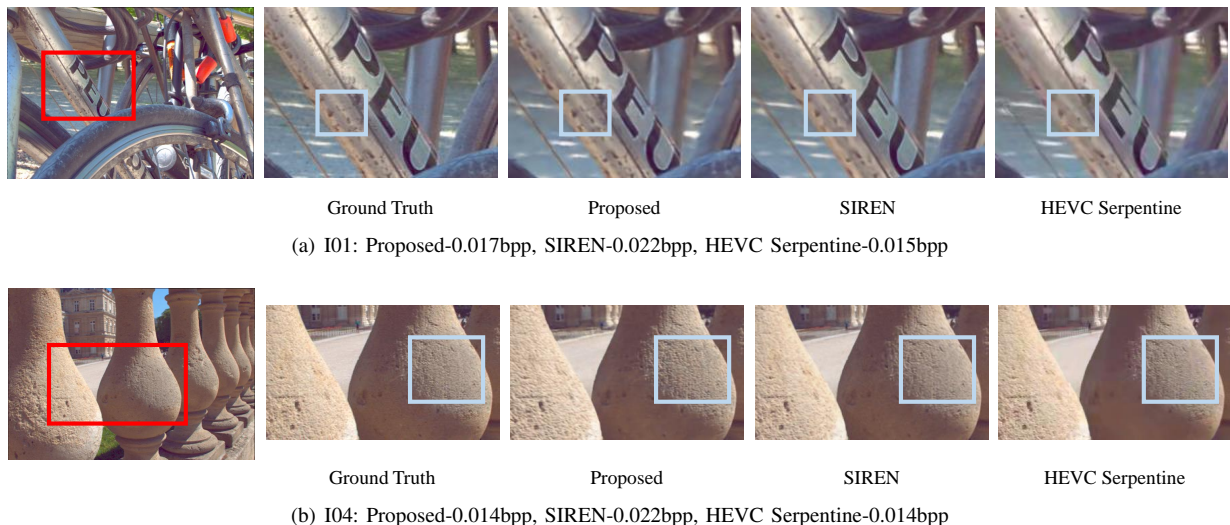 Ground Truth Proposed SIREN HEVC Serpentine
(a) I01: Proposed-0.017bpp, SIREN-0.022bpp, HEVC Serpentine-0.015bpp
Ground Truth Proposed SIREN HEVC Serpentine
(b) I04: Proposed-0.014bpp, SIREN-0.022bpp, HEVC Serpentine-0.014bpp